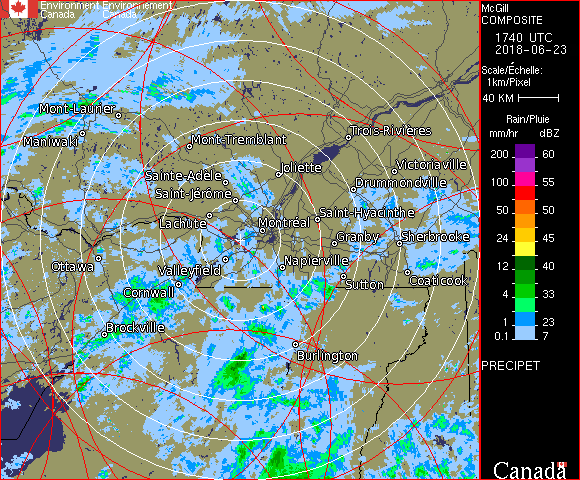 Environment Environnement
Canada Canada
McGill
COMPOSITE
1740 UTC
2018-06-23
Scale/Échelle:
1km/Pixel
40 KM
Rain/Pluie
mm/hr dBZ
200 60
100 55
50 50
24 45
12 40
4 33
1 23
0.1 7
PRECIPET
Canada
Mont-Laurier
Maniwaki
Mont-Tremblant
Trois-Rivières
Sainte-Adèle
Joliette
Victoriaville
Saint-Jérôme
Drummondville
Lachute
Montréal
Saint-Hyacinthe
Granby
Sherbrooke
Ottawa
Valleyfield
Napierville
Cornwall
Sutton
Coaticook
Brockville
Burlington